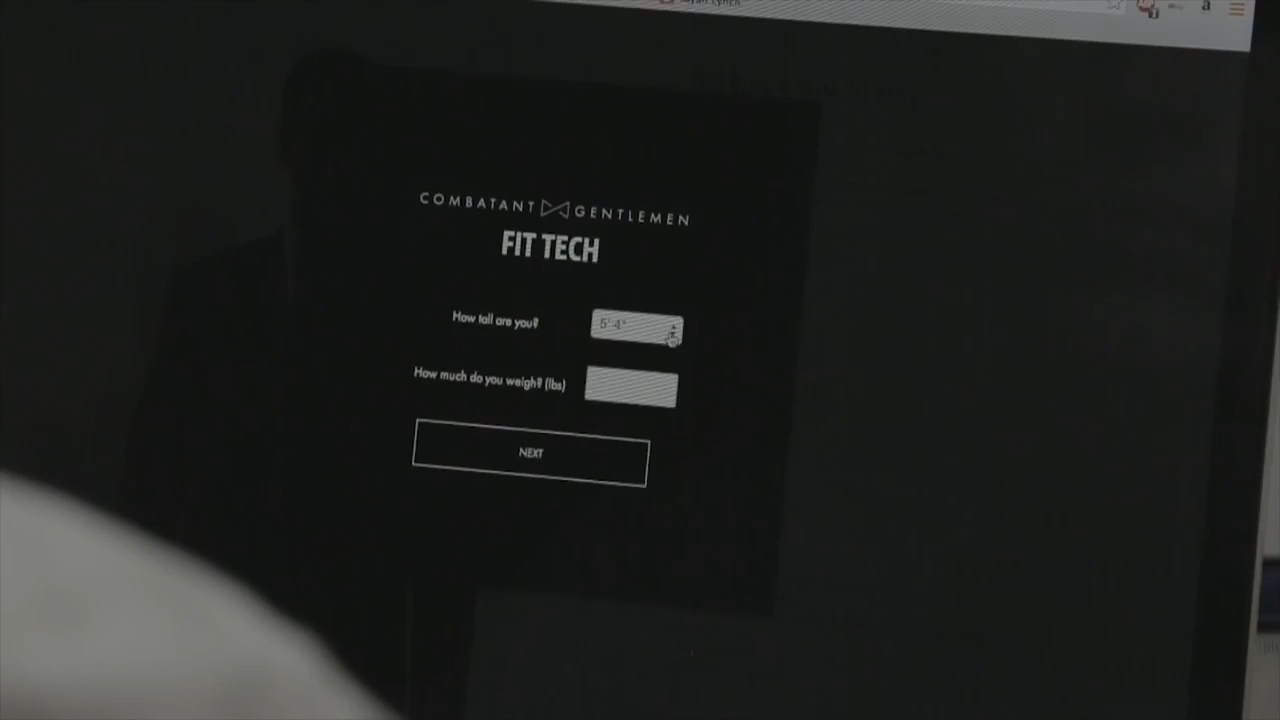 COMBATANT GENTLEMEN
FIT TECH
How tall are you? 5' 4"
How much do you weigh? (lbs)
NEXT